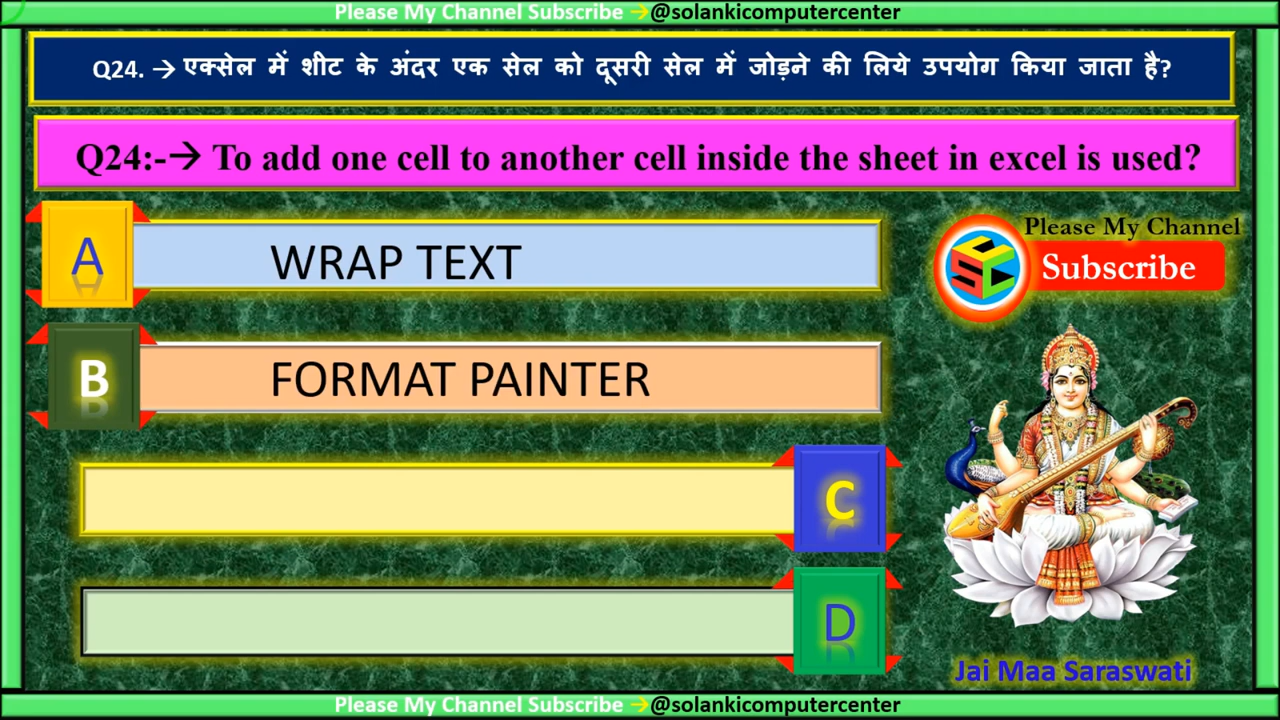 Please My Channel Subscribe →@solankicomputercenter
Q24. → एक्सेल में शीट के अंदर एक सेल को दूसरी सेल में जोड़ने की लिये उपयोग किया जाता है?
Q24:-→ To add one cell to another cell inside the sheet in excel is used?
A WRAP TEXT
B FORMAT PAINTER
C
D
Please My Channel
Subscribe
SCC
Jai Maa Saraswati
Please My Channel Subscribe →@solankicomputercenter